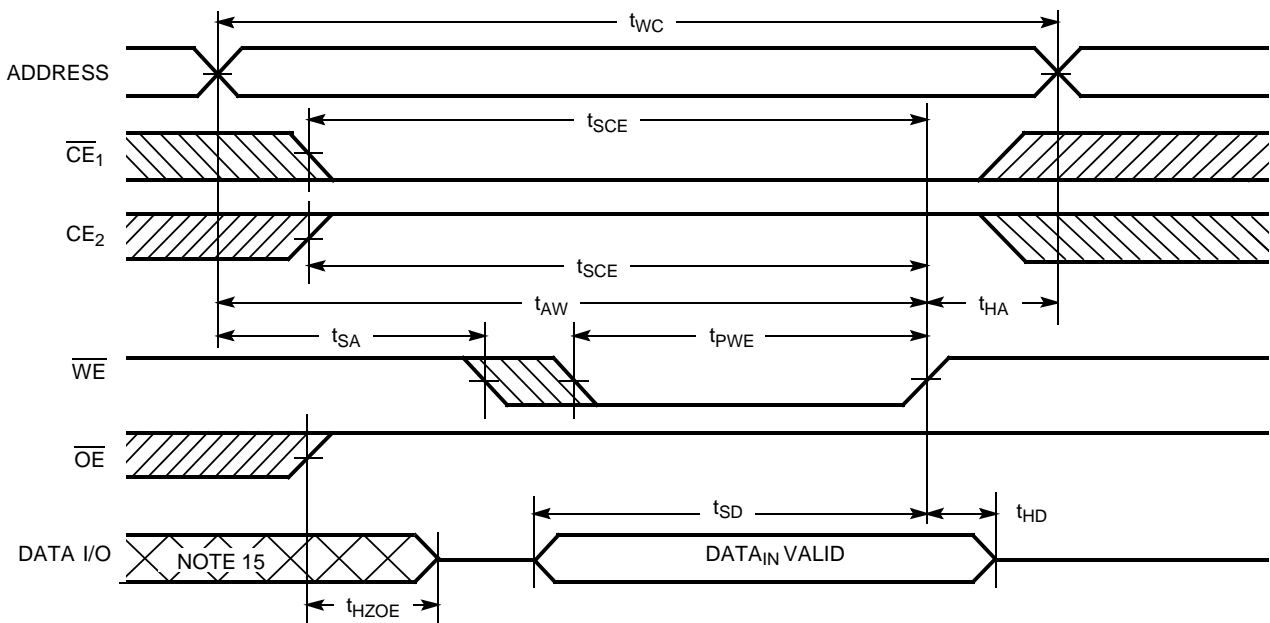 tWC
ADDRESS
tSCE
CE1
CE2
tSCE
tAW
tHA
tSA
tPWE
WE
OE
tSD
tHD
DATA I/O
NOTE 15
DATAIN VALID
tHZOE